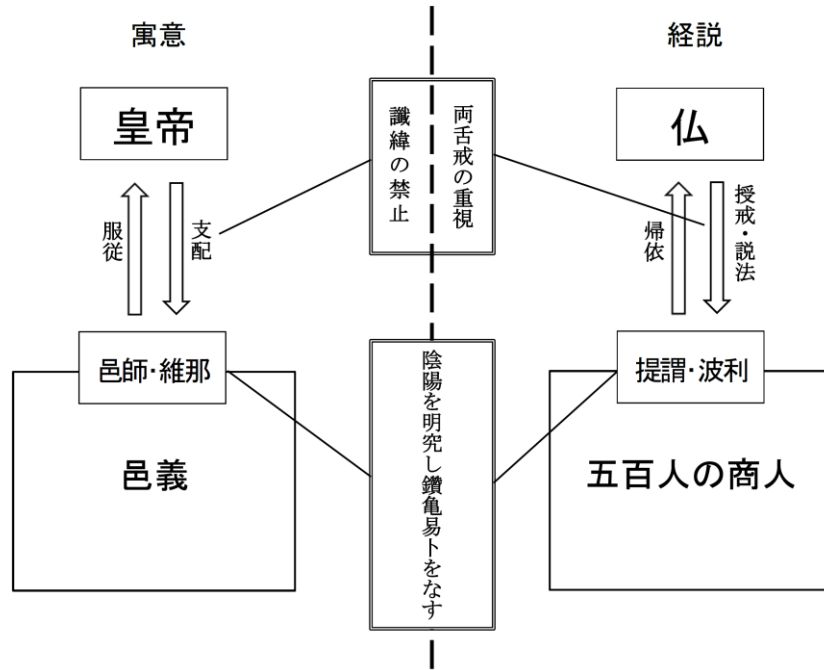 寓意
経説
皇帝
仏
讖緯の禁止
両舌戒の重視
服従
支配
帰依
授戒・説法
邑師・維那
提謂・波利
邑義
五百人の商人
陰陽を明究し鑽亀易卜をなす